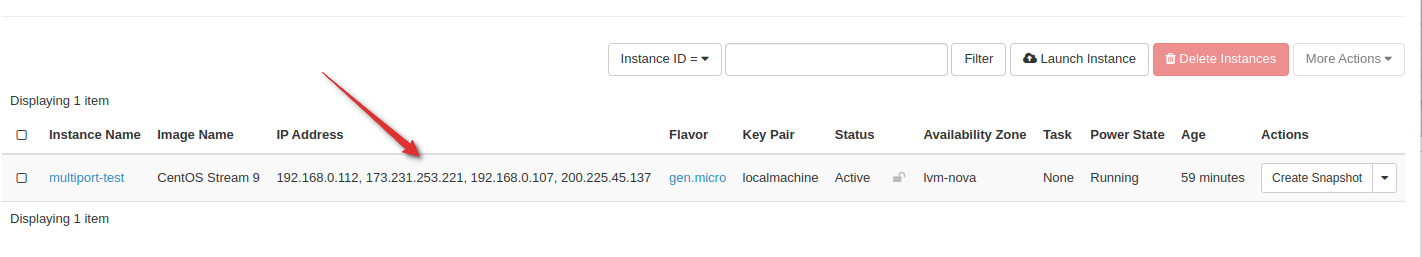 Instance ID = Filter Launch Instance Delete Instances More Actions
Displaying 1 item
Instance Name Image Name IP Address Flavor Key Pair Status Availability Zone Task Power State Age Actions
multiport-test CentOS Stream 9 192.168.0.112, 173.231.253.221, 192.168.0.107, 200.225.45.137 gen.micro localmachine Active lvm-nova None Running 59 minutes Create Snapshot
Displaying 1 item